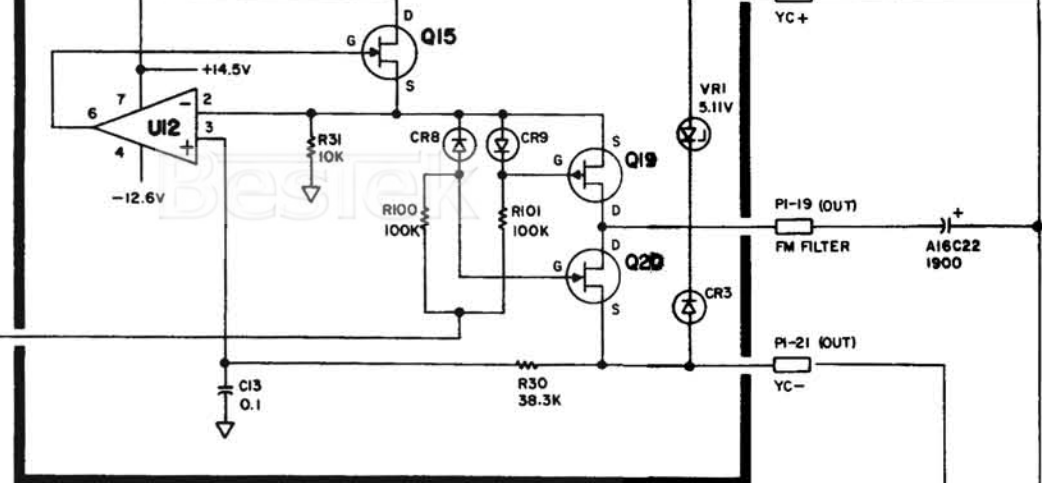 D
G
Q15
S
YC+
+14.5V
7
6
2
-
U12
3
+
4
-12.6V
R31
10K
CR8
CR9
VR1
5.11V
S
G
Q19
D
R100
100K
R101
100K
P1-19 (OUT)
FM FILTER
+
A16C22
1900
D
G
Q20
S
CR3
P1-21 (OUT)
YC-
C13
0.1
R30
38.3K
BesTek